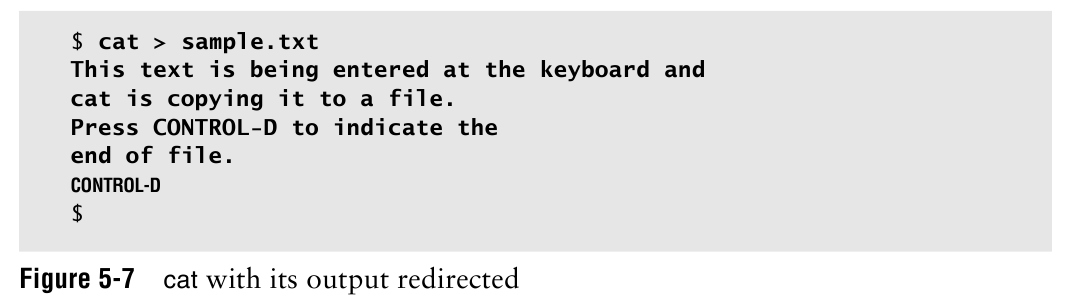 $ cat > sample.txt
This text is being entered at the keyboard and
cat is copying it to a file.
Press CONTROL-D to indicate the
end of file.
CONTROL-D
$
Figure 5-7 cat with its output redirected